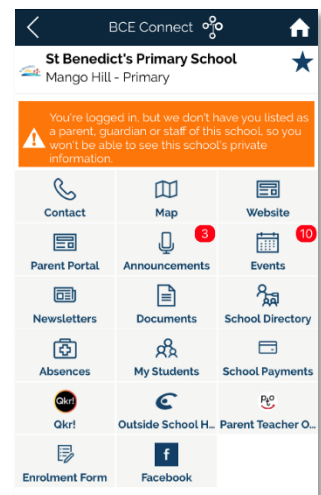 BCE Connect
St Benedict's Primary School
Mango Hill - Primary
You're logged in, but we don't have you listed as
a parent, guardian or staff of this school, so you
won't be able to see this school's private
information.
Contact Map Website
3 10
Parent Portal Announcements Events
Newsletters Documents School Directory
Absences My Students School Payments
Qkr!
Qkr! Outside School H... Parent Teacher O...
f
Enrolment Form Facebook